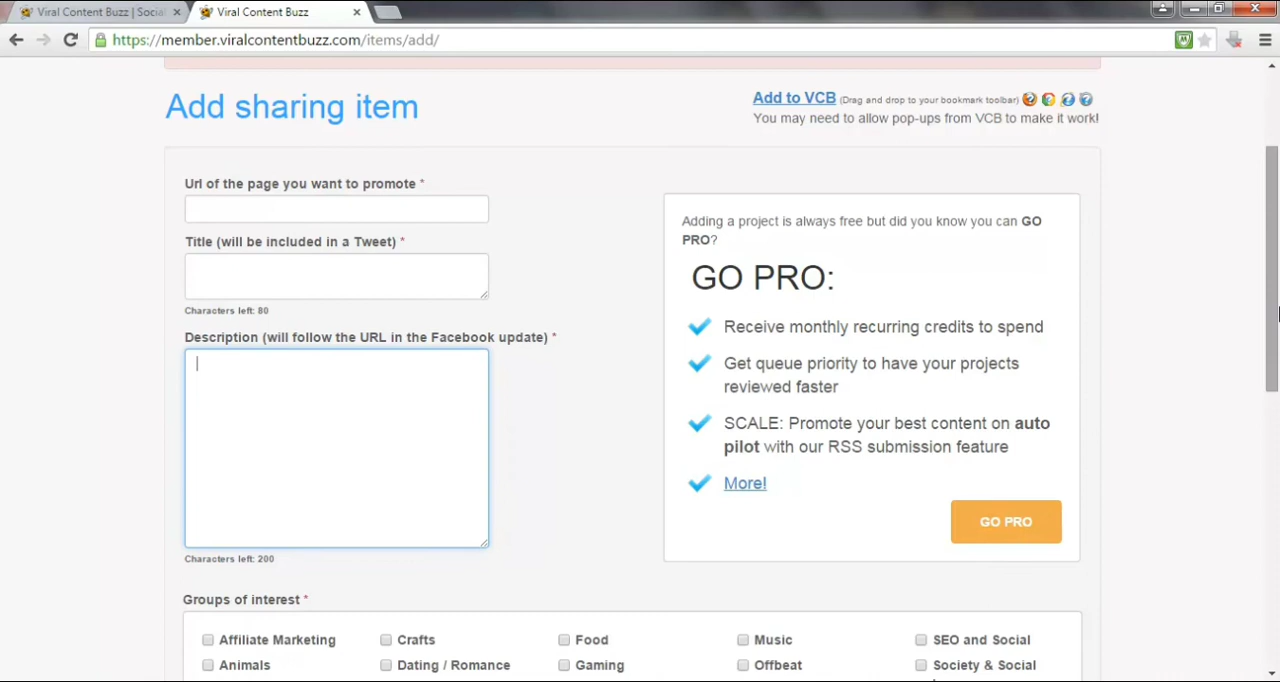 Viral Content Buzz | Social
Viral Content Buzz
https://member.viralcontentbuzz.com/items/add/
Add sharing item
Add to VCB (Drag and drop to your bookmark toolbar)
You may need to allow pop-ups from VCB to make it work!
Url of the page you want to promote *
Title (will be included in a Tweet) *
Characters left: 80
Description (will follow the URL in the Facebook update) *
Characters left: 200
Adding a project is always free but did you know you can GO
PRO?
GO PRO:
Receive monthly recurring credits to spend
Get queue priority to have your projects
reviewed faster
SCALE: Promote your best content on auto
pilot with our RSS submission feature
More!
GO PRO
Groups of interest *
Affiliate Marketing Crafts Food Music SEO and Social
Animals Dating / Romance Gaming Offbeat Society & Social